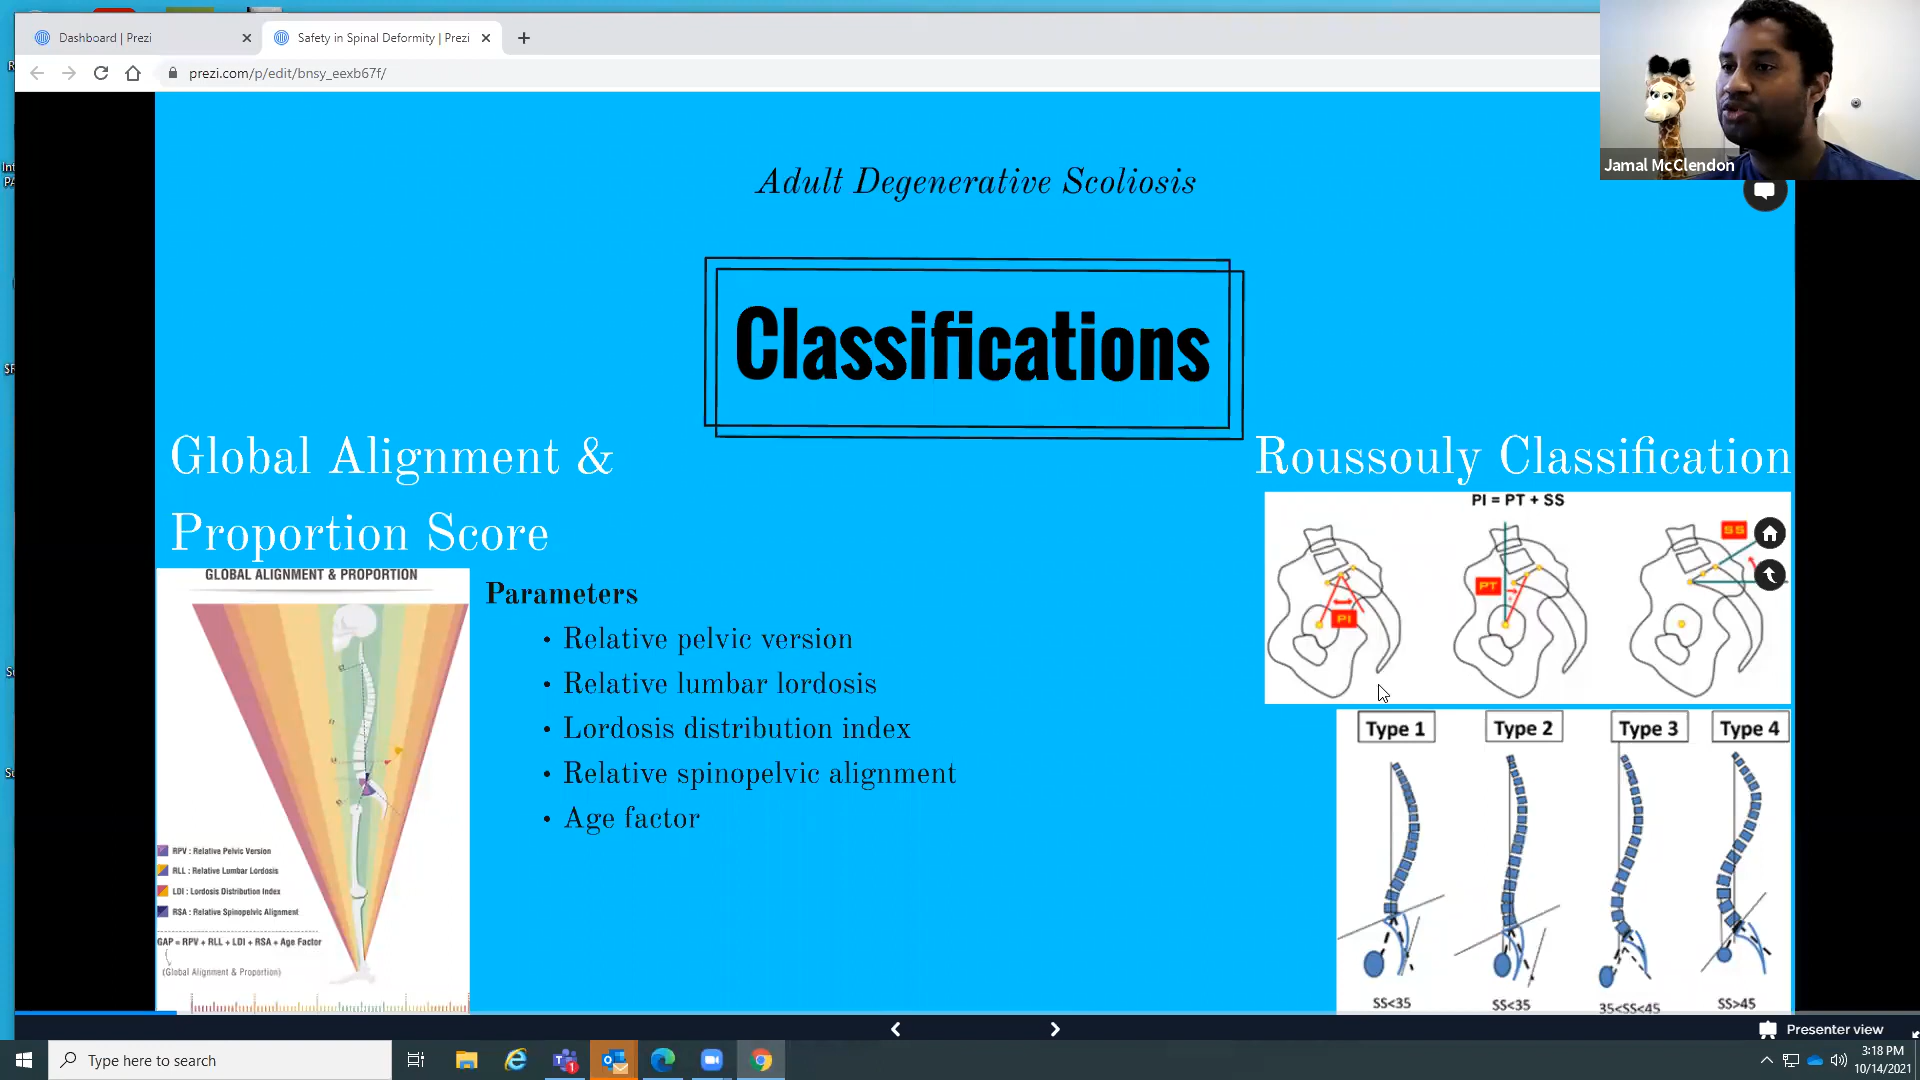 Dashboard | Prezi
Safety in Spinal Deformity | Prezi
prezi.com/p/edit/bnsy_eexb67f/
Jamal McClendon
Adult Degenerative Scoliosis
Classifications
Global Alignment &
Proportion Score
GLOBAL ALIGNMENT & PROPORTION
RPV : Relative Pelvic Version
RLL : Relative Lumbar Lordosis
LDI : Lordosis Distribution Index
RSA : Relative Spinopelvic Alignment
GAP = RPV + RLL + LDI + RSA + Age Factor
(Global Alignment & Proportion)
Parameters
• Relative pelvic version
• Relative lumbar lordosis
• Lordosis distribution index
• Relative spinopelvic alignment
• Age factor
Roussouly Classification
PI = PT + SS
PI
PT
SS
Type 1
Type 2
Type 3
Type 4
SS<35
SS<35
35<SS<45
SS>45
Presenter view
Type here to search
3:18 PM
10/14/2021